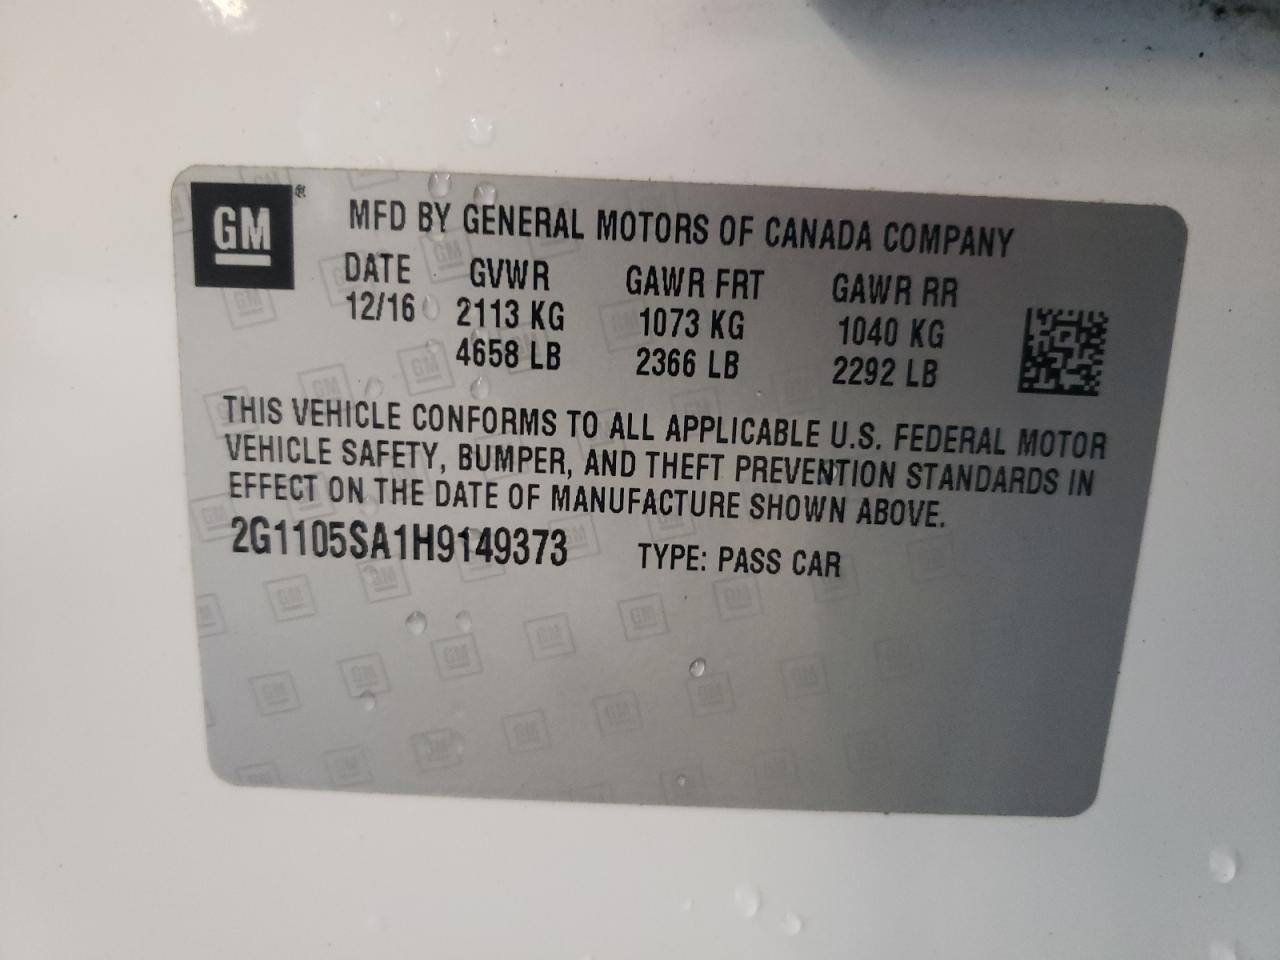 GM ®
MFD BY GENERAL MOTORS OF CANADA COMPANY
DATE GVWR GAWR FRT GAWR RR
12/16 2113 KG 1073 KG 1040 KG
4658 LB 2366 LB 2292 LB
THIS VEHICLE CONFORMS TO ALL APPLICABLE U.S. FEDERAL MOTOR
VEHICLE SAFETY, BUMPER, AND THEFT PREVENTION STANDARDS IN
EFFECT ON THE DATE OF MANUFACTURE SHOWN ABOVE.
2G1105SA1H9149373 TYPE: PASS CAR